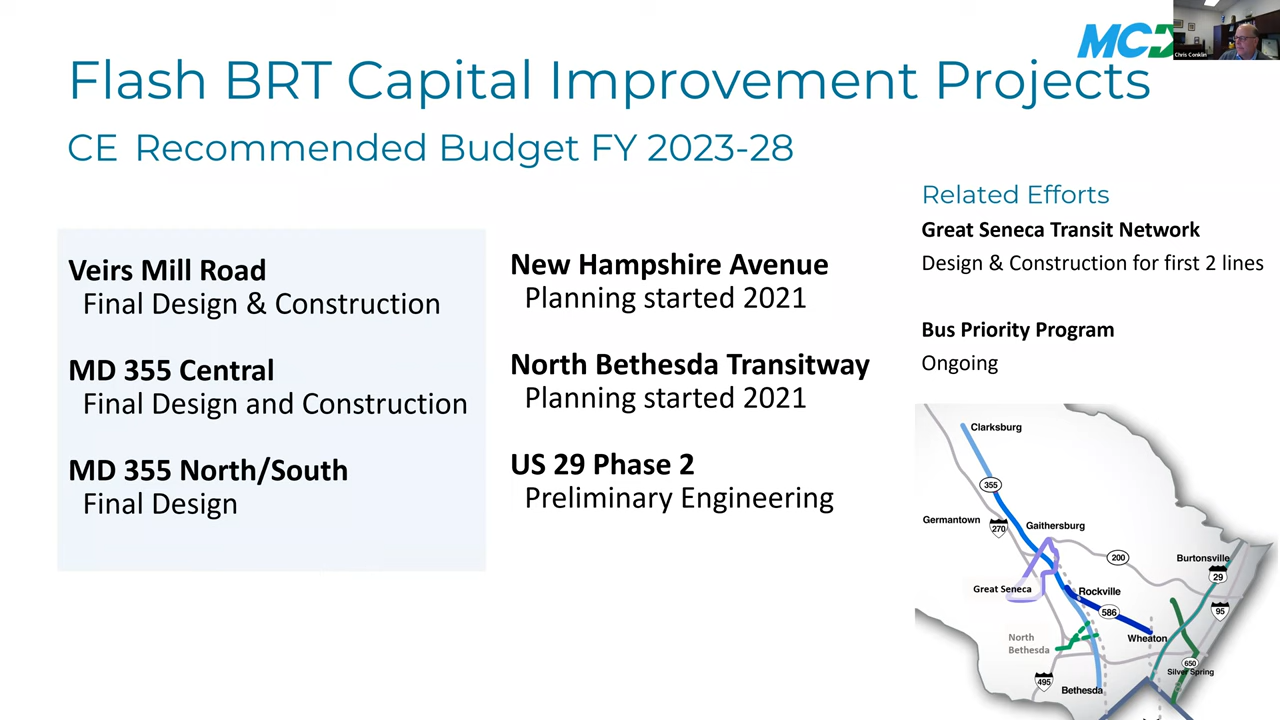 MCD
Chris Conklin
Flash BRT Capital Improvement Projects
CE Recommended Budget FY 2023-28
Veirs Mill Road
Final Design & Construction
MD 355 Central
Final Design and Construction
MD 355 North/South
Final Design
New Hampshire Avenue
Planning started 2021
North Bethesda Transitway
Planning started 2021
US 29 Phase 2
Preliminary Engineering
Related Efforts
Great Seneca Transit Network
Design & Construction for first 2 lines
Bus Priority Program
Ongoing
Clarksburg
355
Germantown
270
Gaithersburg
200
Burtonsville
29
Great Seneca
Rockville
586
95
North
Bethesda
Wheaton
650
Silver Spring
495
Bethesda